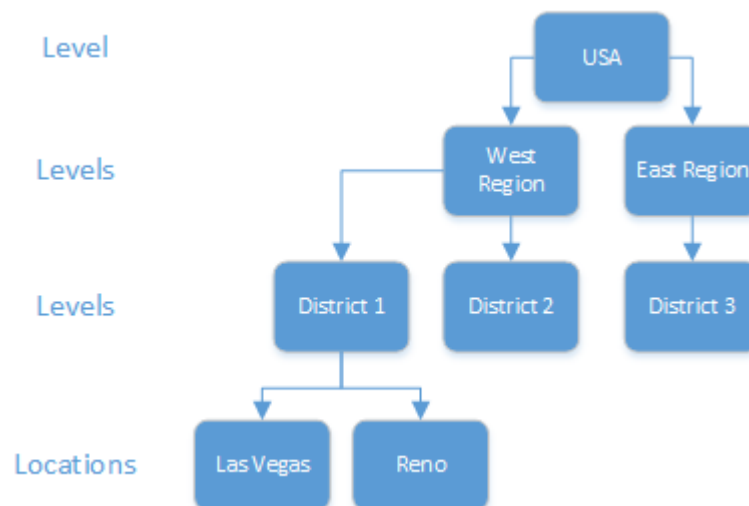 Level
USA
Levels
West
Region
East Region
Levels
District 1
District 2
District 3
Locations
Las Vegas
Reno